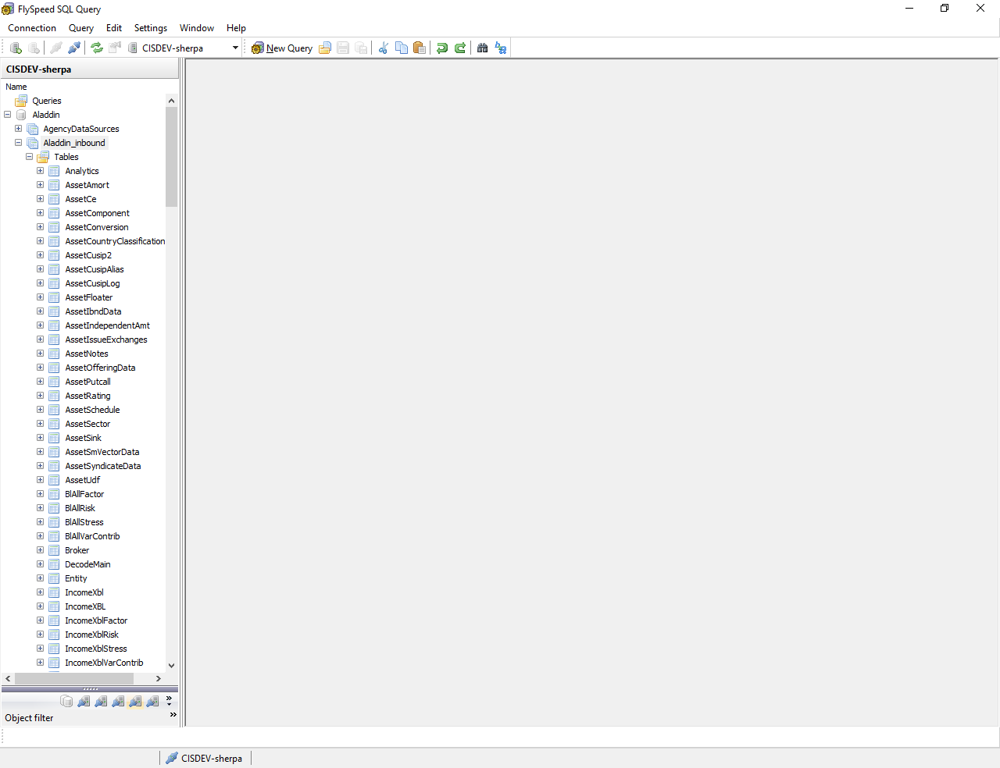 FlySpeed SQL Query
Connection Query Edit Settings Window Help
CISDEV-sherpa New Query
CISDEV-sherpa
Name
Queries
Aladdin
AgencyDataSources
Aladdin_inbound
Tables
Analytics
AssetAmort
AssetCe
AssetComponent
AssetConversion
AssetCountryClassification
AssetCusip2
AssetCusipAlias
AssetCusipLog
AssetFloater
AssetIbndData
AssetIndependentAmt
AssetIssueExchanges
AssetNotes
AssetOfferingData
AssetPutcall
AssetRating
AssetSchedule
AssetSector
AssetSink
AssetSmVectorData
AssetSyndicateData
AssetUdf
BlAllFactor
BlAllRisk
BlAllStress
BlAllVarContrib
Broker
DecodeMain
Entity
IncomeXbl
IncomeXBL
IncomeXblFactor
IncomeXblRisk
IncomeXblStress
IncomeXblVarContrib
Object filter
CISDEV-sherpa